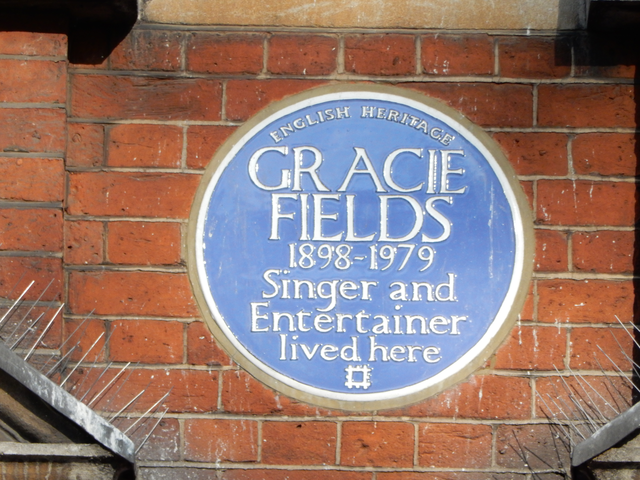 ENGLISH HERITAGE
GRACIE
FIELDS
1898-1979
Singer and
Entertainer
lived here